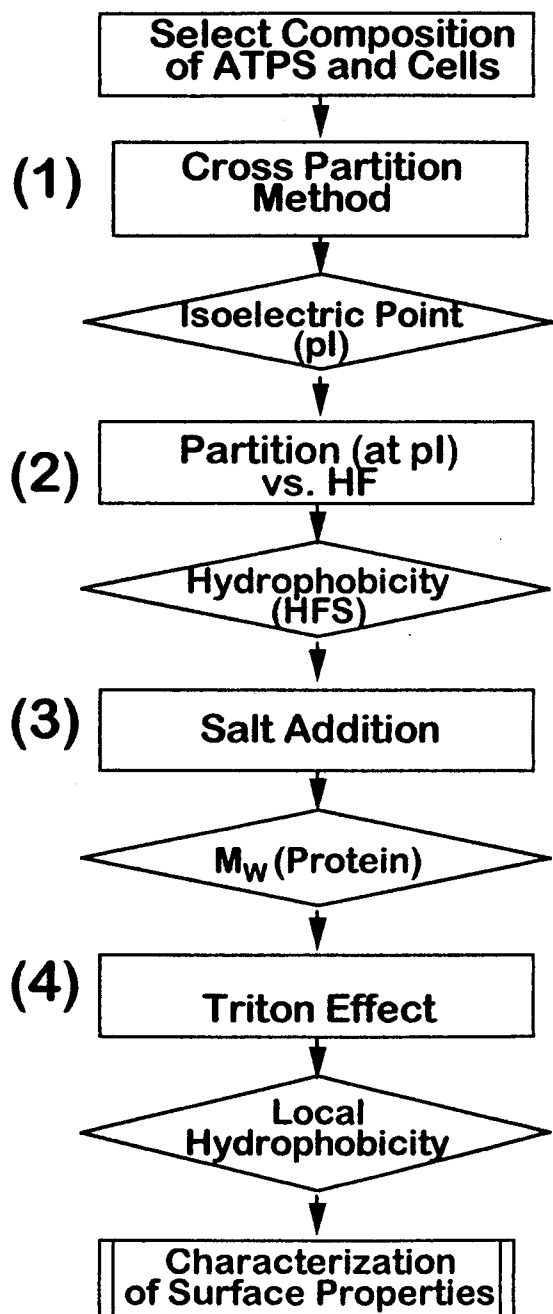 Select Composition
of ATPS and Cells
(1)
Cross Partition
Method
Isoelectric Point
(pI)
(2)
Partition (at pI)
vs. HF
Hydrophobicity
(HFS)
(3)
Salt Addition
Mw (Protein)
(4)
Triton Effect
Local
Hydrophobicity
Characterization
of Surface Properties